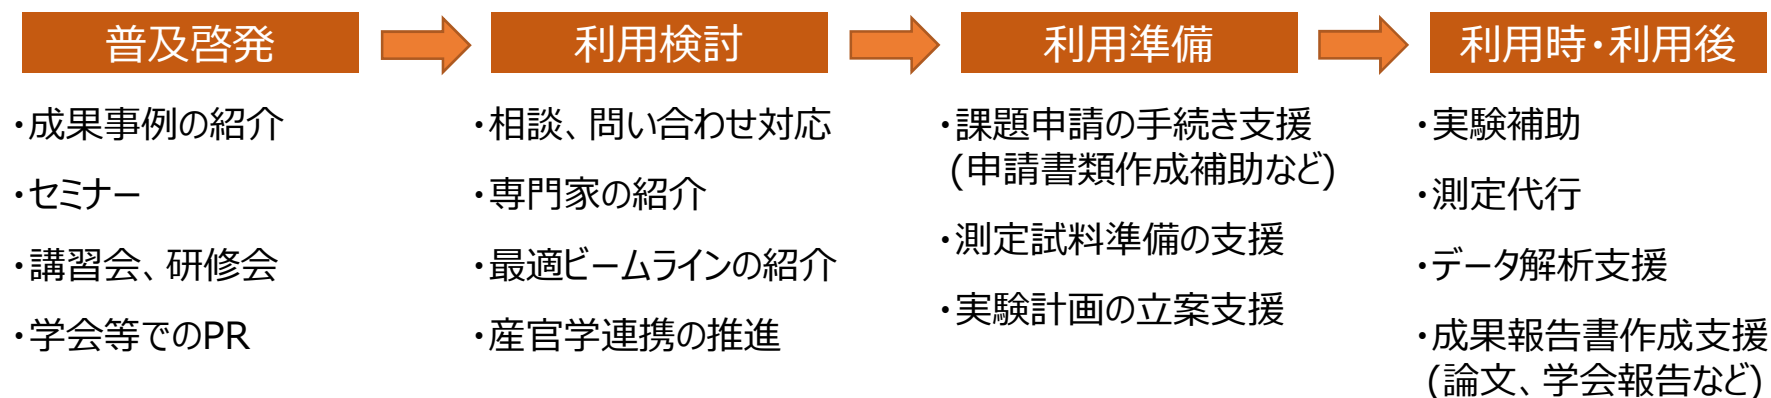 普及啓発
利用検討
利用準備
利用時・利用後
・成果事例の紹介
・セミナー
・講習会、研修会
・学会等でのPR
・相談、問い合わせ対応
・専門家の紹介
・最適ビームラインの紹介
・産官学連携の推進
・課題申請の手続き支援
(申請書類作成補助など)
・測定試料準備の支援
・実験計画の立案支援
・実験補助
・測定代行
・データ解析支援
・成果報告書作成支援
(論文、学会報告など)